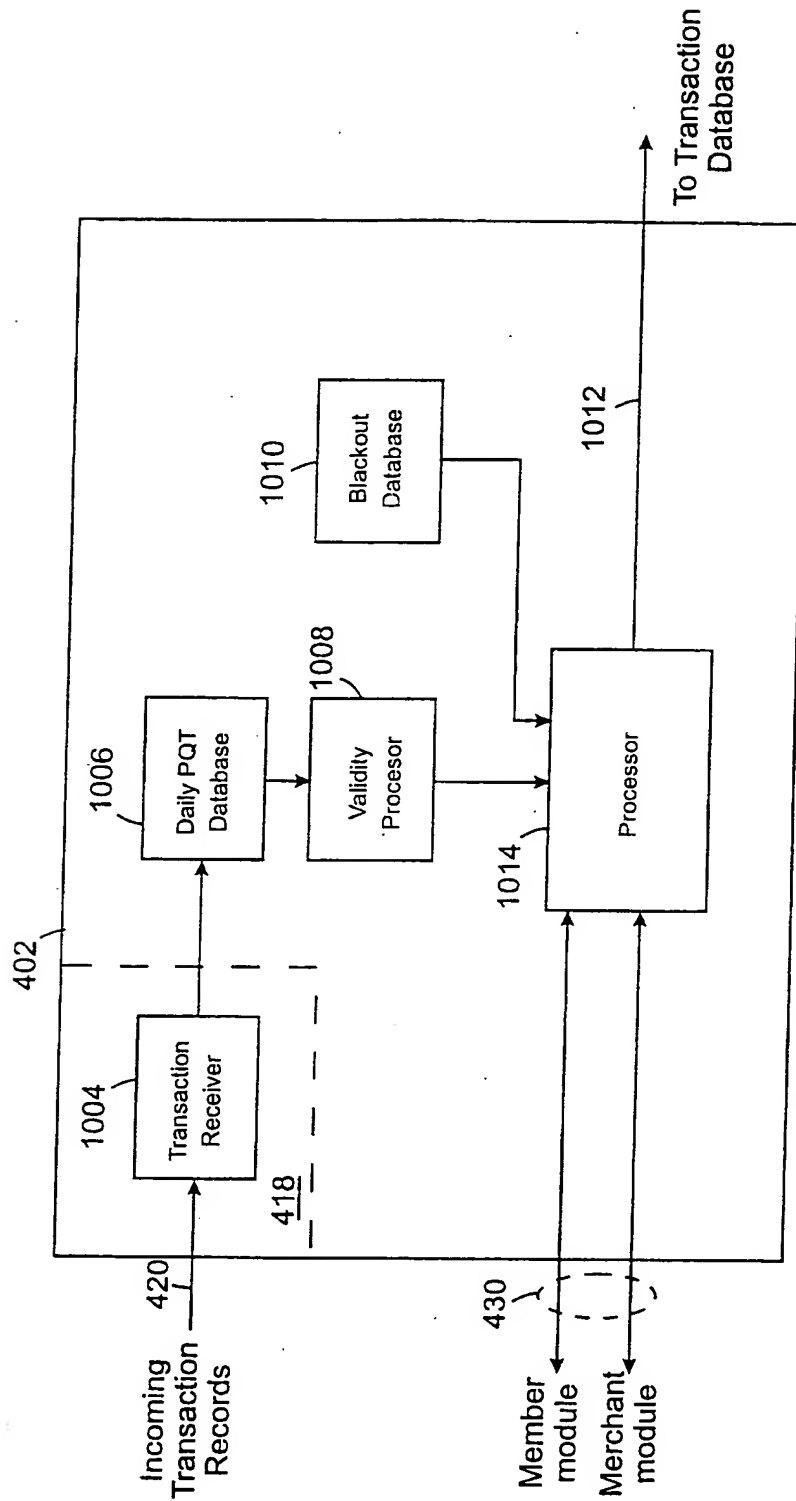 402
Incoming
Transaction
Records
420
1004
Transaction
Receiver
418
1006
Daily PQT
Database
1008
Validity
Procesor
1010
Blackout
Database
430
Member
module
Merchant
module
1014
Processor
1012
To Transaction
Database